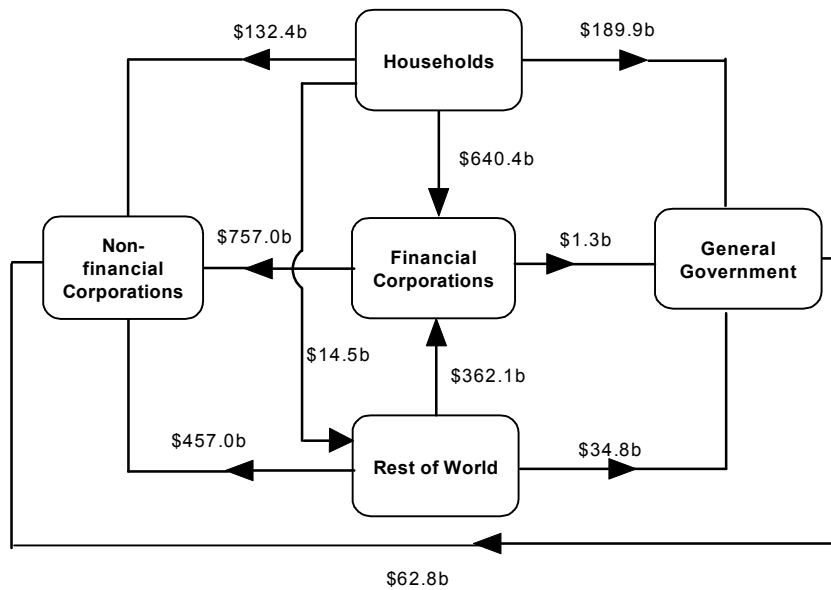 $132.4b
$189.9b
Households
$640.4b
Non-
financial
Corporations
$757.0b
Financial
Corporations
$1.3b
General
Government
$14.5b
$362.1b
$457.0b
Rest of World
$34.8b
$62.8b